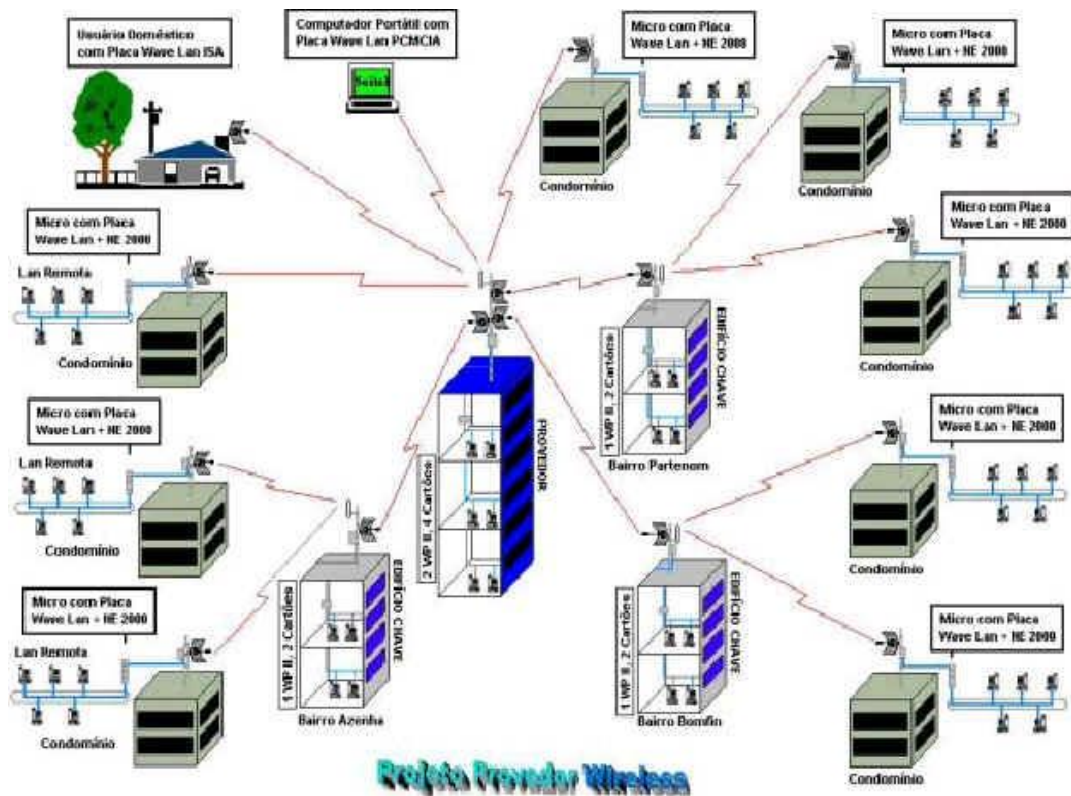 Usuário Doméstico
com Placa Wave Lan ISA
Computador Portátil com
Placa Wave Lan PCMCIA
Micro com Placa
Wave Lan + NE 2000
Condomínio
Micro com Placa
Wave Lan + NE 2000
Condomínio
Micro com Placa
Wave Lan + NE 2000
Lan Remota
Condomínio
Micro com Placa
Wave Lan + NE 2000
Condomínio
EDIFÍCIO CHAVE
1 WP II, 2 Cartões
Bairro Partenom
PROVEDOR
2 WP II, 4 Cartões
Micro com Placa
Wave Lan + NE 2000
Lan Remota
Condomínio
Micro com Placa
Wave Lan + NE 2000
Condomínio
EDIFÍCIO CHAVE
1 WP II, 2 Cartões
Bairro Azenha
EDIFÍCIO CHAVE
1 WP II, 2 Cartões
Bairro Bomfin
Micro com Placa
Wave Lan + NE 2000
Lan Remota
Condomínio
Micro com Placa
Wave Lan + NE 2000
Condomínio
Projeto Provedor Wireless